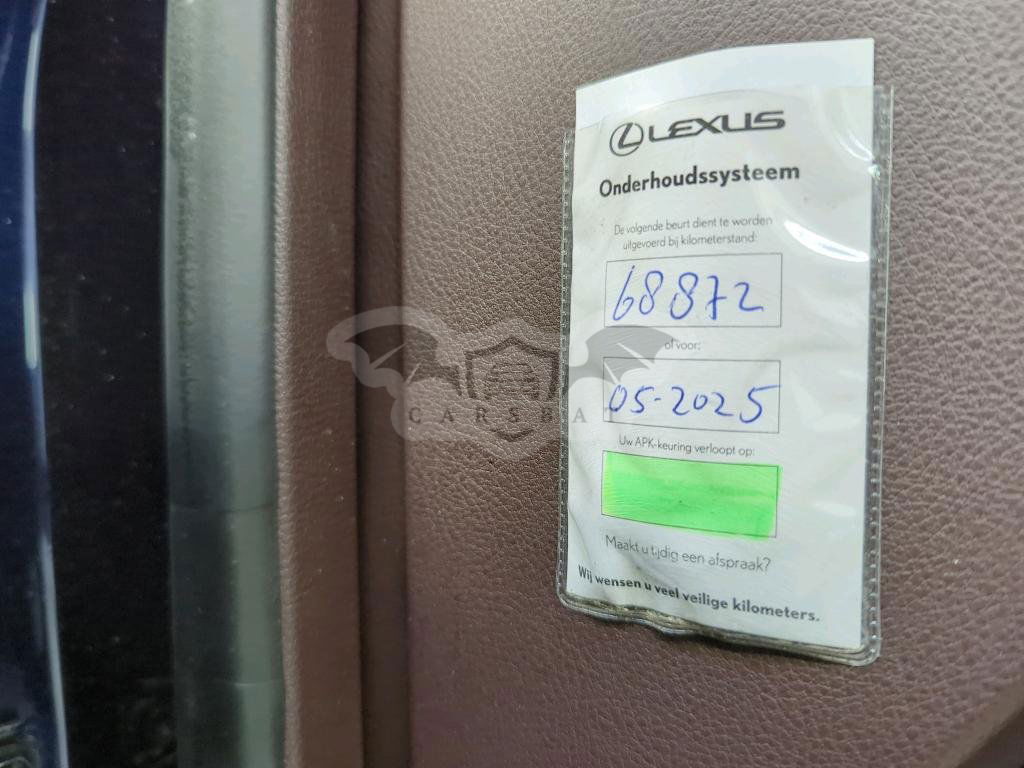 LEXUS
Onderhoudssysteem
De volgende beurt dient te worden
uitgevoerd bij kilometerstand:
68872
of voor:
05-2025
CARSBAT
Uw APK-keuring verloopt op:
Maakt u tijdig een afspraak?
Wij wensen u veel veilige kilometers.